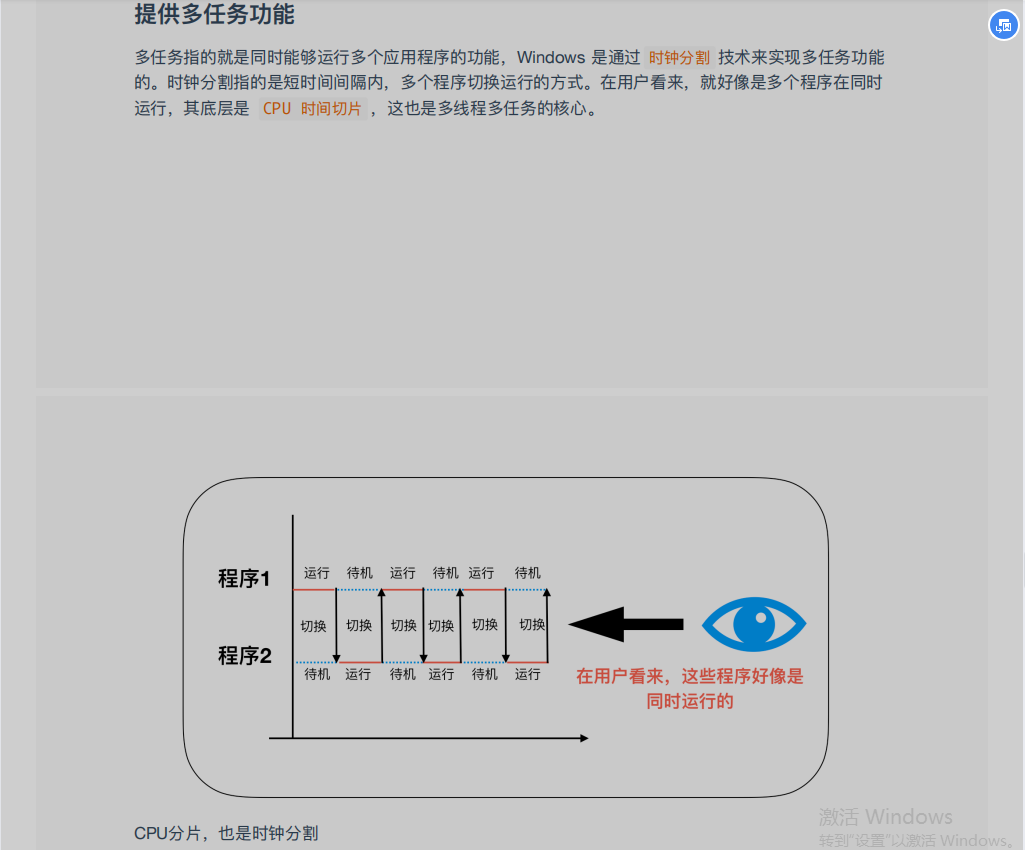 提供多任务功能
多任务指的就是同时能够运行多个应用程序的功能，Windows 是通过 时钟分割 技术来实现多任务功能
的。时钟分割指的是短时间间隔内，多个程序切换运行的方式。在用户看来，就好像是多个程序在同时
运行，其底层是 CPU 时间切片 ，这也是多线程多任务的核心。
运行 待机 运行 待机 运行 待机
程序1
切换 切换 切换 切换 切换 切换
程序2
待机 运行 待机 运行 待机 运行
在用户看来，这些程序好像是
同时运行的
CPU分片，也是时钟分割
激活 Windows
转到"设置"以激活 Windows。